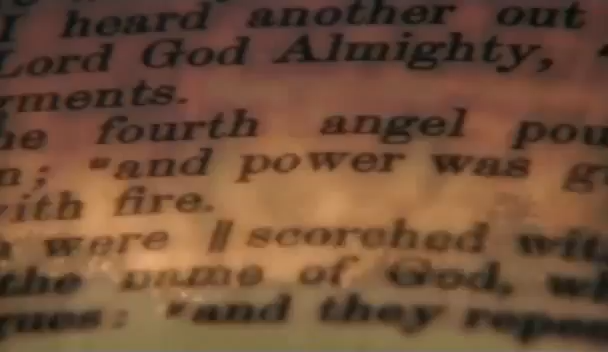 I heard another out
Lord God Almighty,
gments.
he fourth angel pou
n; and power was g
with fire.
were ‖ scorched wit
the name of God, wh
gues: and they repe